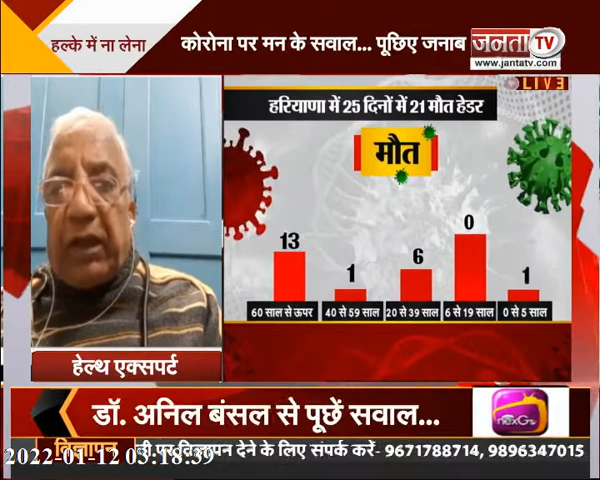 हल्के में ना लेना
कोरोना पर मन के सवाल... पूछिए जनाब
जनता TV
www.jantatv.com
LIVE
हरियाणा में 25 दिनों में 21 मौत हेडर
मौत
13
1
6
0
1
60 साल से ऊपर
40 से 59 साल
20 से 39 साल
6 से 19 साल
0 से 5 साल
हेल्थ एक्सपर्ट
डॉ. अनिल बंसल से पूछें सवाल...
nexGTv
विज्ञापन
टी.वी पर विज्ञापन देने के लिए संपर्क करें- 9671788714, 9896347015
2022-01-12 03:18:39